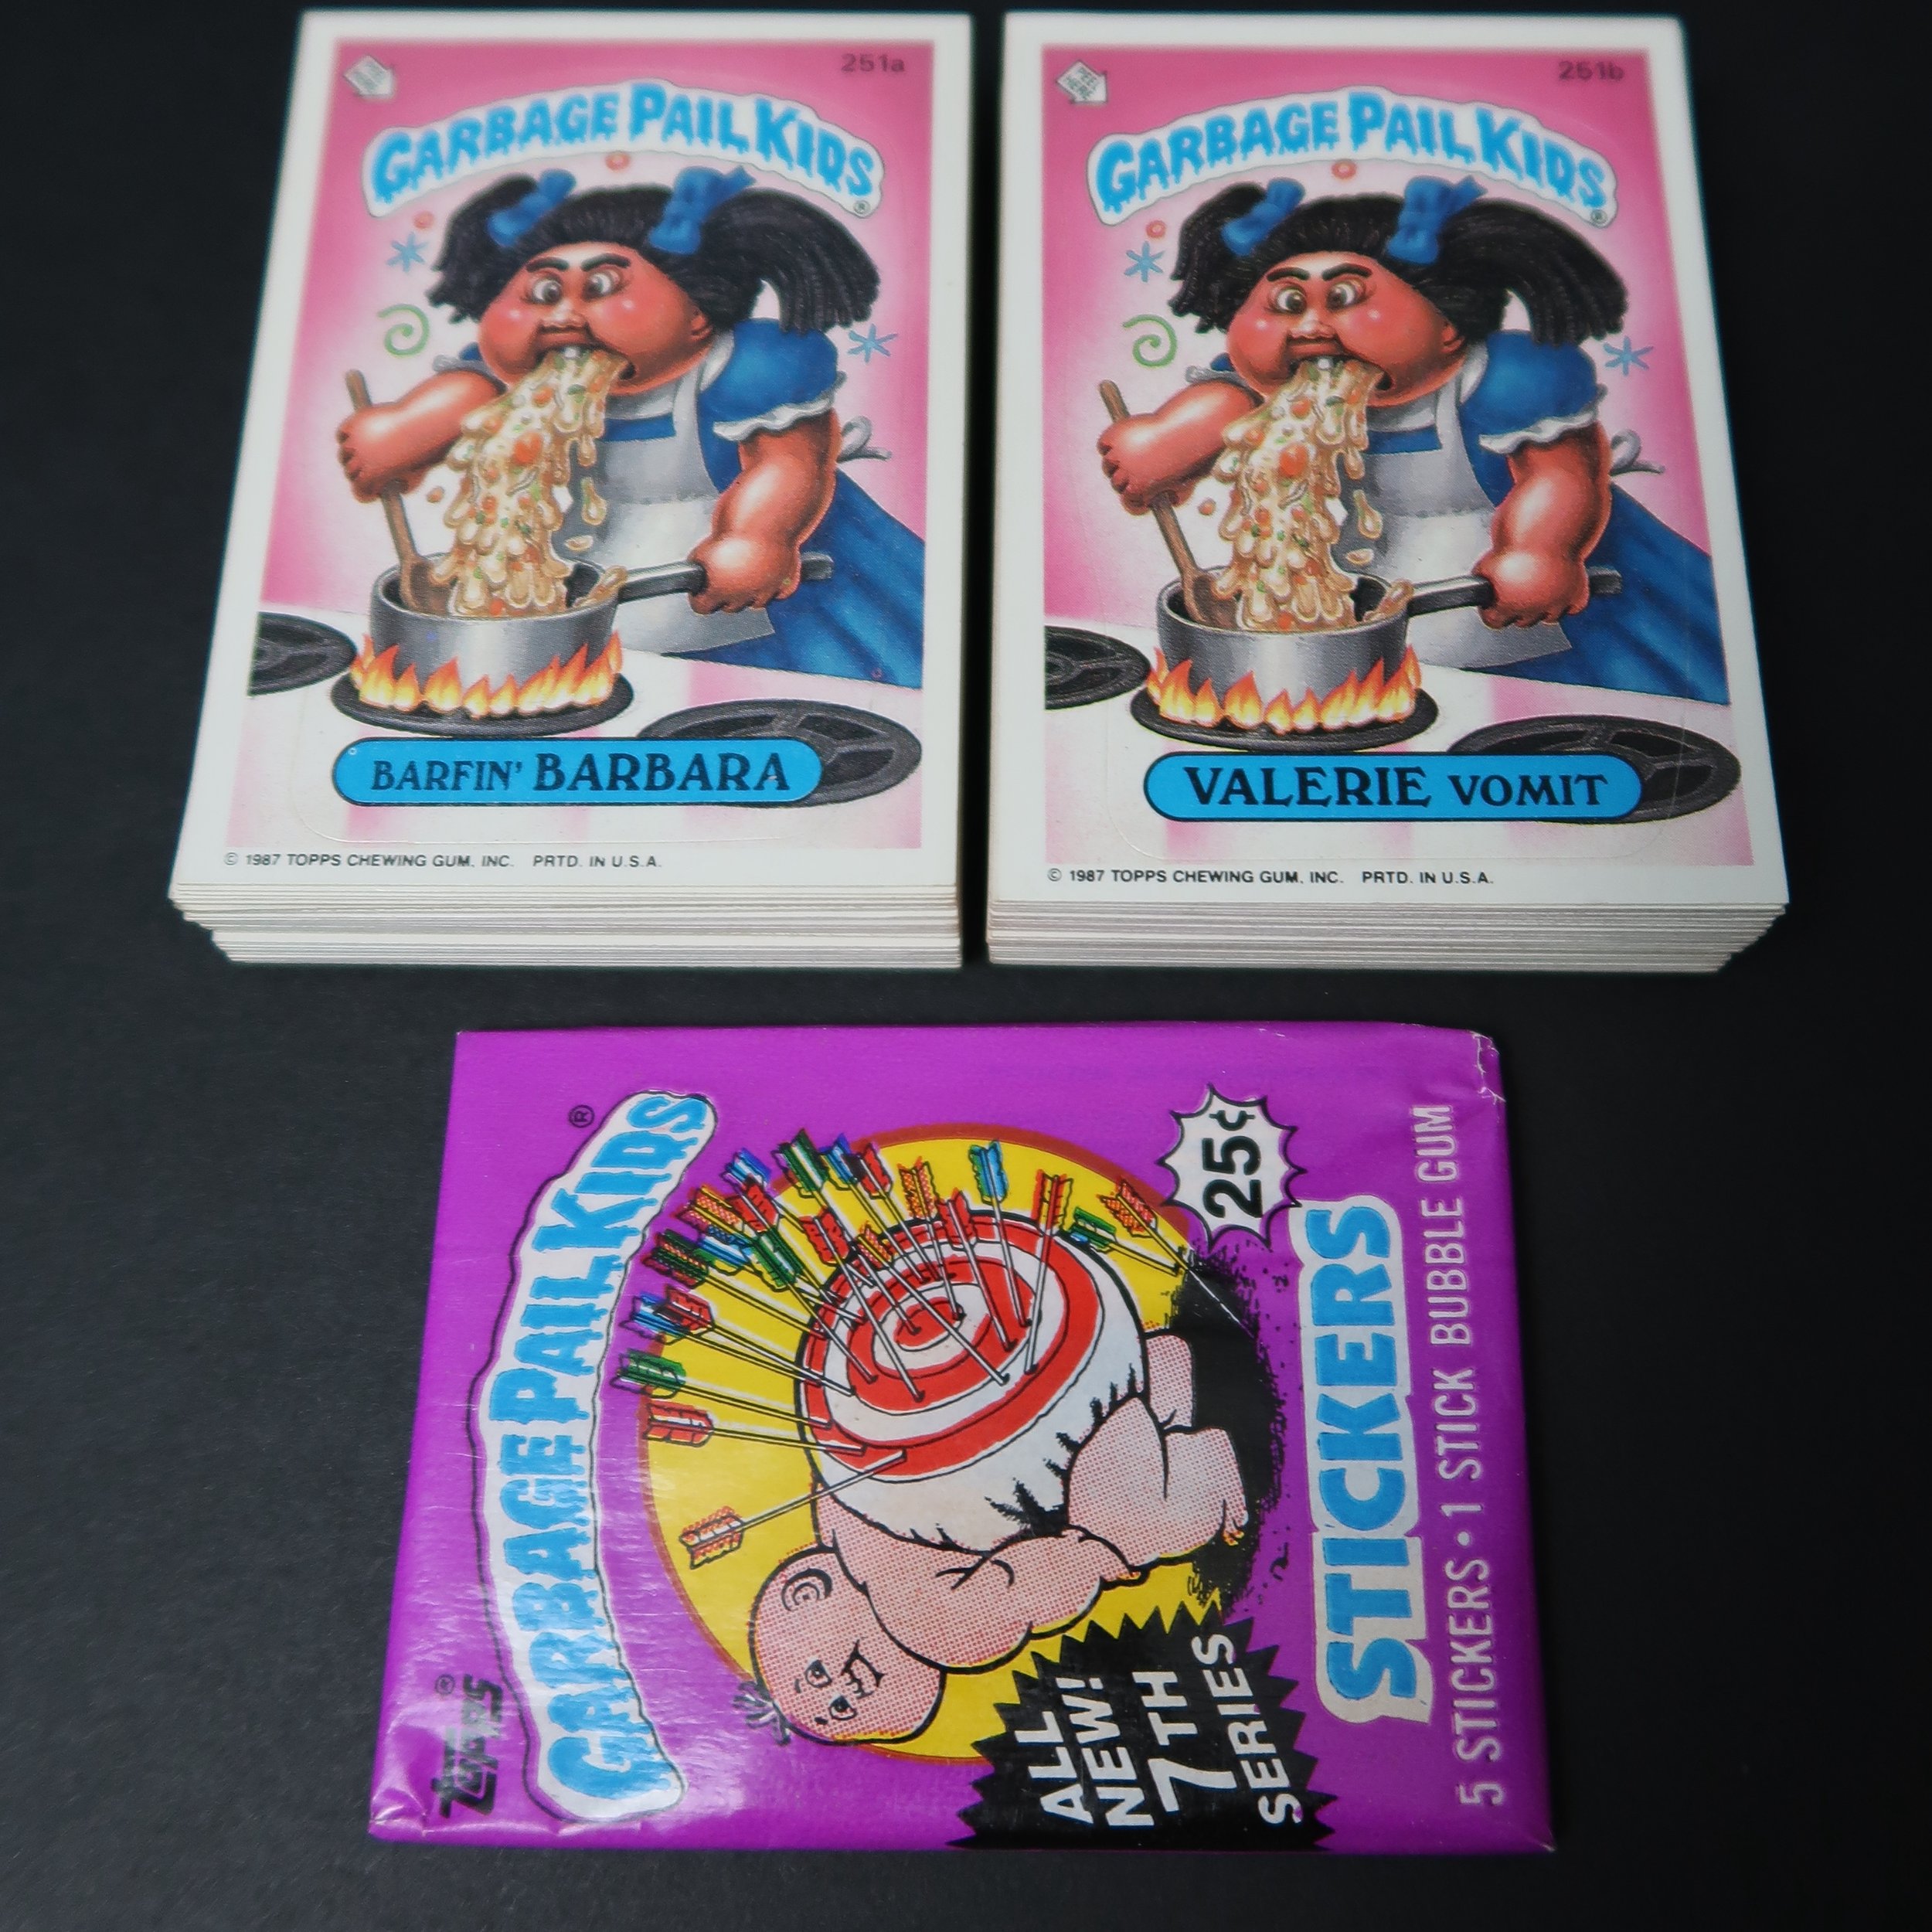 251a
GARBAGE PAIL KIDS
®
BARFIN' BARBARA
© 1987 TOPPS CHEWING GUM, INC. PRTD. IN U.S.A.
251b
GARBAGE PAIL KIDS
®
VALERIE VOMIT
© 1987 TOPPS CHEWING GUM, INC. PRTD. IN U.S.A.
TOPPS®
GARBAGE PAIL KIDS®
25¢
ALL
NEW!
7TH
SERIES
STICKERS
5 STICKERS • 1 STICK BUBBLE GUM